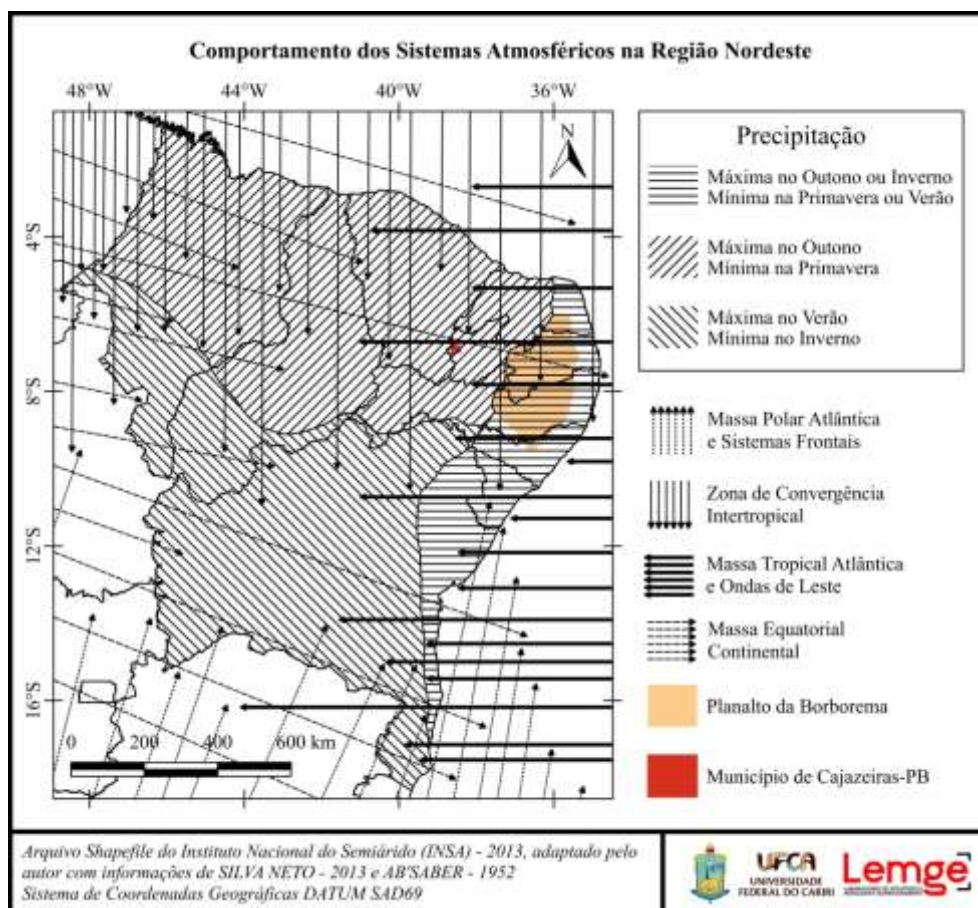 Comportamento dos Sistemas Atmosféricos na Região Nordeste
48°W
44°W
40°W
36°W
N
4°S
8°S
12°S
16°S
0
200
400
600 km
Precipitação
Máxima no Outono ou Inverno
Mínima na Primavera ou Verão
Máxima no Outono
Mínima na Primavera
Máxima no Verão
Mínima no Inverno
Massa Polar Atlântica
e Sistemas Frontais
Zona de Convergência
Intertropical
Massa Tropical Atlântica
e Ondas de Leste
Massa Equatorial
Continental
Planalto da Borborema
Município de Cajazeiras-PB
Arquivo Shapefile do Instituto Nacional do Semiárido (INSA) - 2013, adaptado pelo
autor com informações de SILVA NETO - 2013 e AB'SABER - 1952
Sistema de Coordenadas Geográficas DATUM SAD69
UFCA
UNIVERSIDADE
FEDERAL DO CARIRI
Lemge